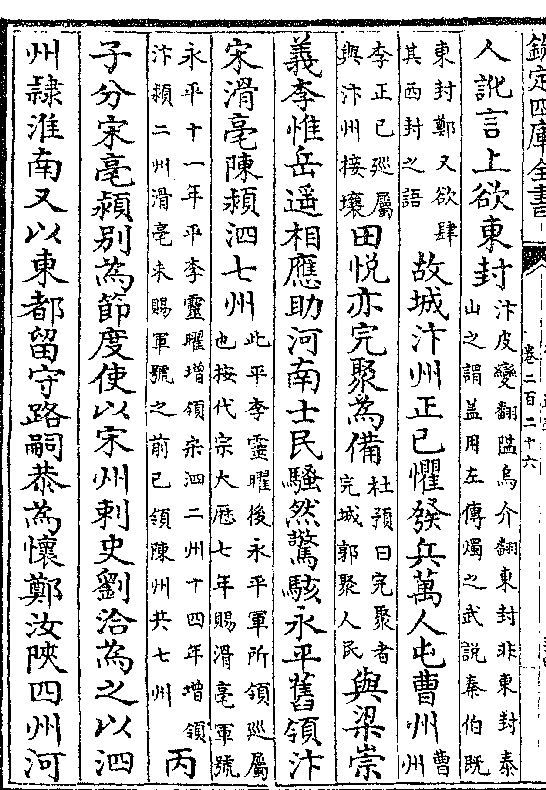 欽定四庫全書
卷二百二十六
人訛言上欲東封汴皮變翻隘烏介翻東封非東封泰山之謂盖用左傳燭之武說秦伯既
東封鄭又欲肆其西封之語故城汴州正已懼發兵萬人屯曹州曹州
李正已廵屬與汴州接壤田悅亦完聚為備杜預曰完聚者完城郭聚人民與梁崇
義李惟岳遥相應助河南士民騷然驚駭永平舊領汴
宋滑亳陳潁泗七州此平李靈曜後永平軍所領廵屬也按代宗大厯七年賜滑亳軍號
永平十一年平李靈曜增領宋泗二州十四年增領汴潁二州滑亳未賜軍號之前已領陳州共七州丙
子分宋亳潁别為節度使以宋州刺史劉洽為之以泗
州隸淮南又以東都留守路嗣恭為懷鄭汝陝四州河